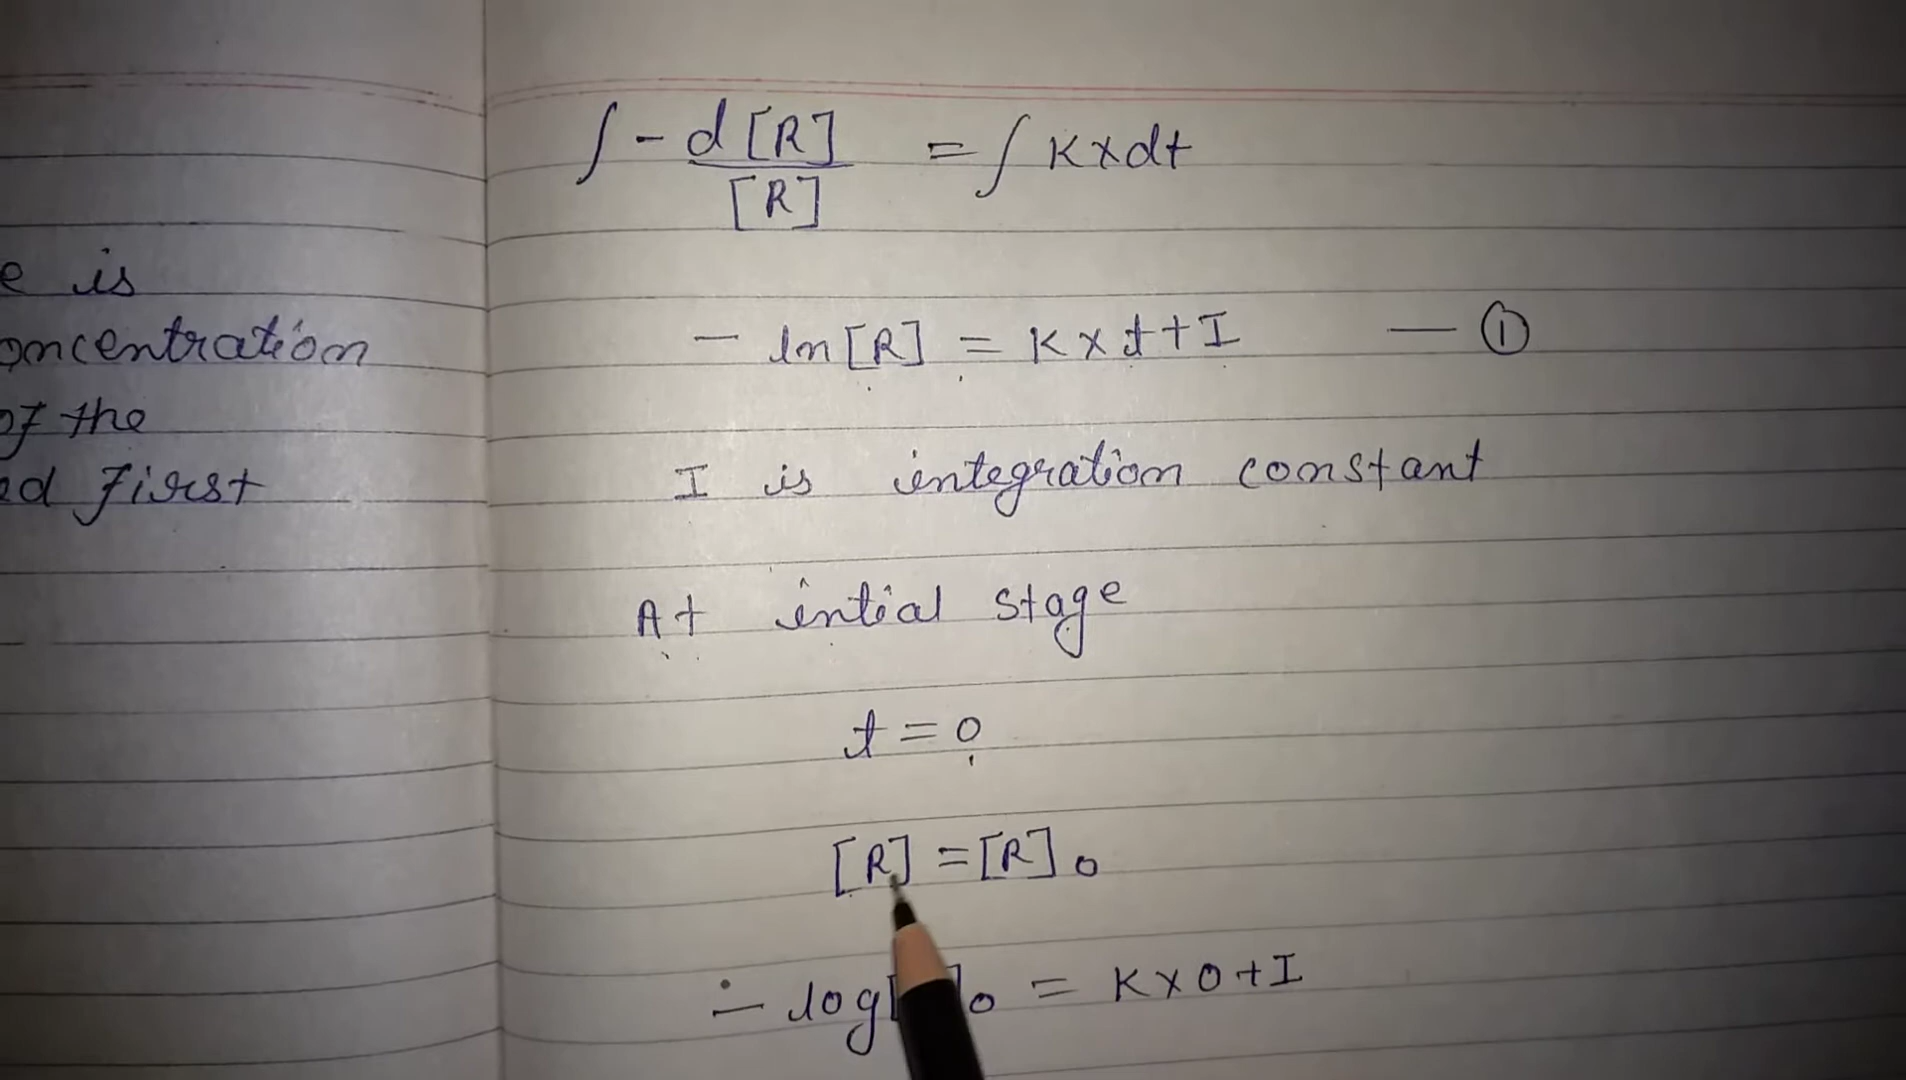 e is
oncentration
of the
ed first
∫ - d[R] / [R] = ∫ K x dt
- ln [R] = K x t + I — ①
I is integration constant
At intial stage
t = 0
[R] = [R]₀
∴ - log[ ]₀ = K x 0 + I